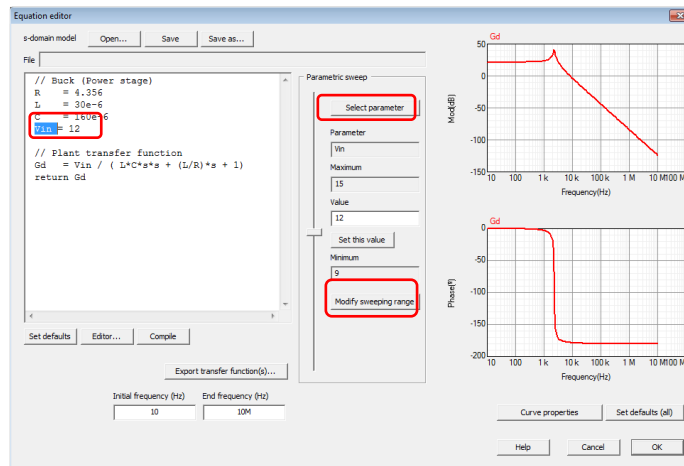 Equation editor
s-domain model
Open...
Save
Save as...
File
// Buck (Power stage)
R = 4.356
L = 30e-6
C = 160e-6
Vin = 12
// Plant transfer function
Gd = Vin / ( L*C*s*s + (L/R)*s + 1)
return Gd
Set defaults
Editor...
Compile
Export transfer function(s)...
Initial frequency (Hz)
End frequency (Hz)
10
10M
Parametric sweep
Select parameter
Parameter
Vin
Maximum
15
Value
12
Set this value
Minimum
9
Modify sweeping range
Gd
50
0
-50
-100
-150
Mod(dB)
10 100 1 k 10 k 100 k 1 M 10 M 100 M
Frequency(Hz)
Gd
0
-50
-100
-150
-200
Phase(º)
10 100 1 k 10 k 100 k 1 M 10 M 100 M
Frequency(Hz)
Curve properties
Set defaults (all)
Help
Cancel
OK